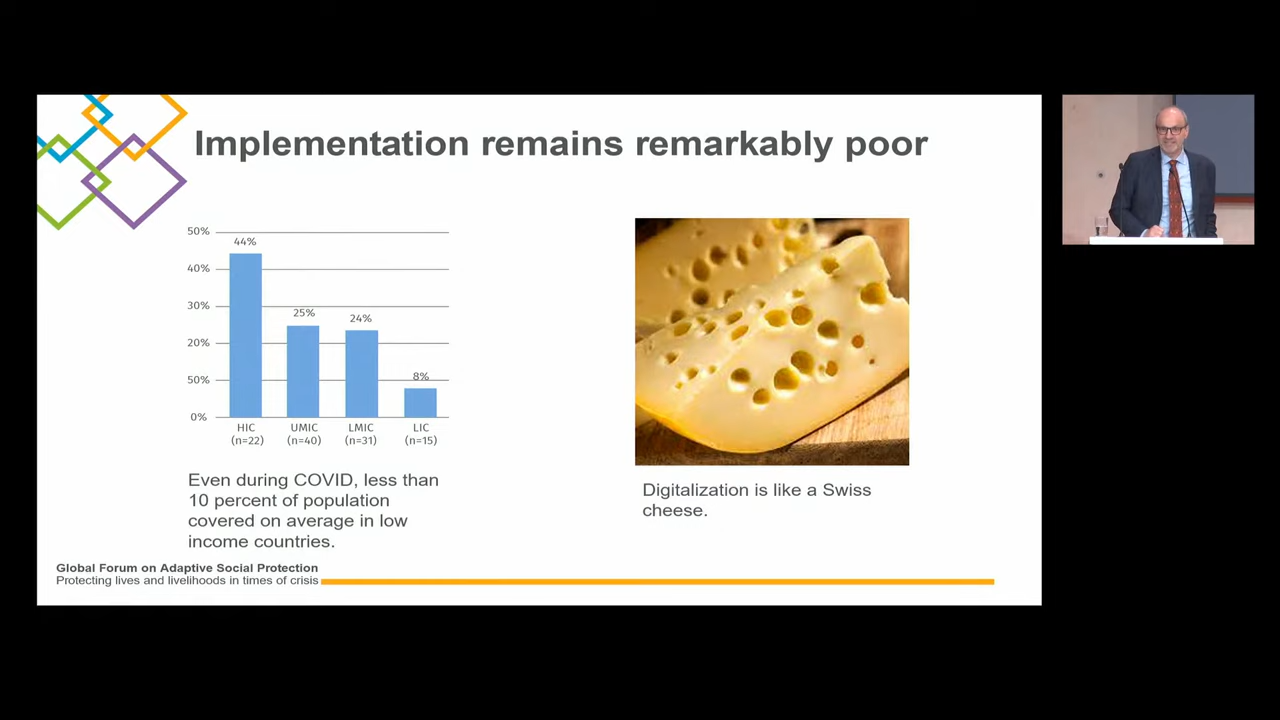 Implementation remains remarkably poor
50%
44%
40%
30%
25%
24%
20%
50%
8%
0%
HIC
(n=22)
UMIC
(n=40)
LMIC
(n=31)
LIC
(n=15)
Even during COVID, less than
10 percent of population
covered on average in low
income countries.
Digitalization is like a Swiss
cheese.
Global Forum on Adaptive Social Protection
Protecting lives and livelihoods in times of crisis